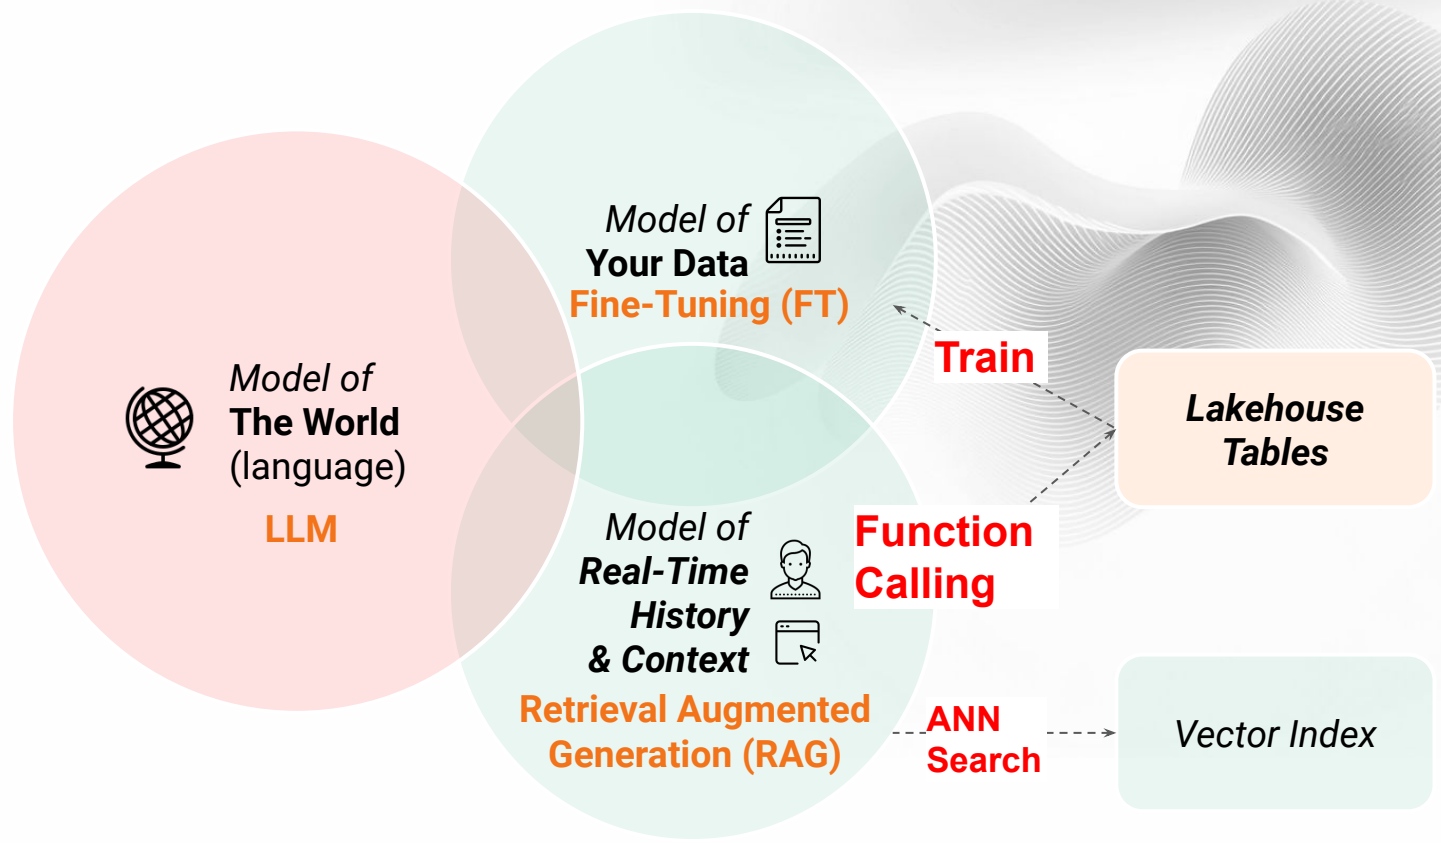 Model of
Your Data
Fine-Tuning (FT)
Train
Model of
The World
(language)
LLM
Lakehouse
Tables
Model of
Real-Time
History
& Context
Function
Calling
Retrieval Augmented
Generation (RAG)
ANN
Search
Vector Index